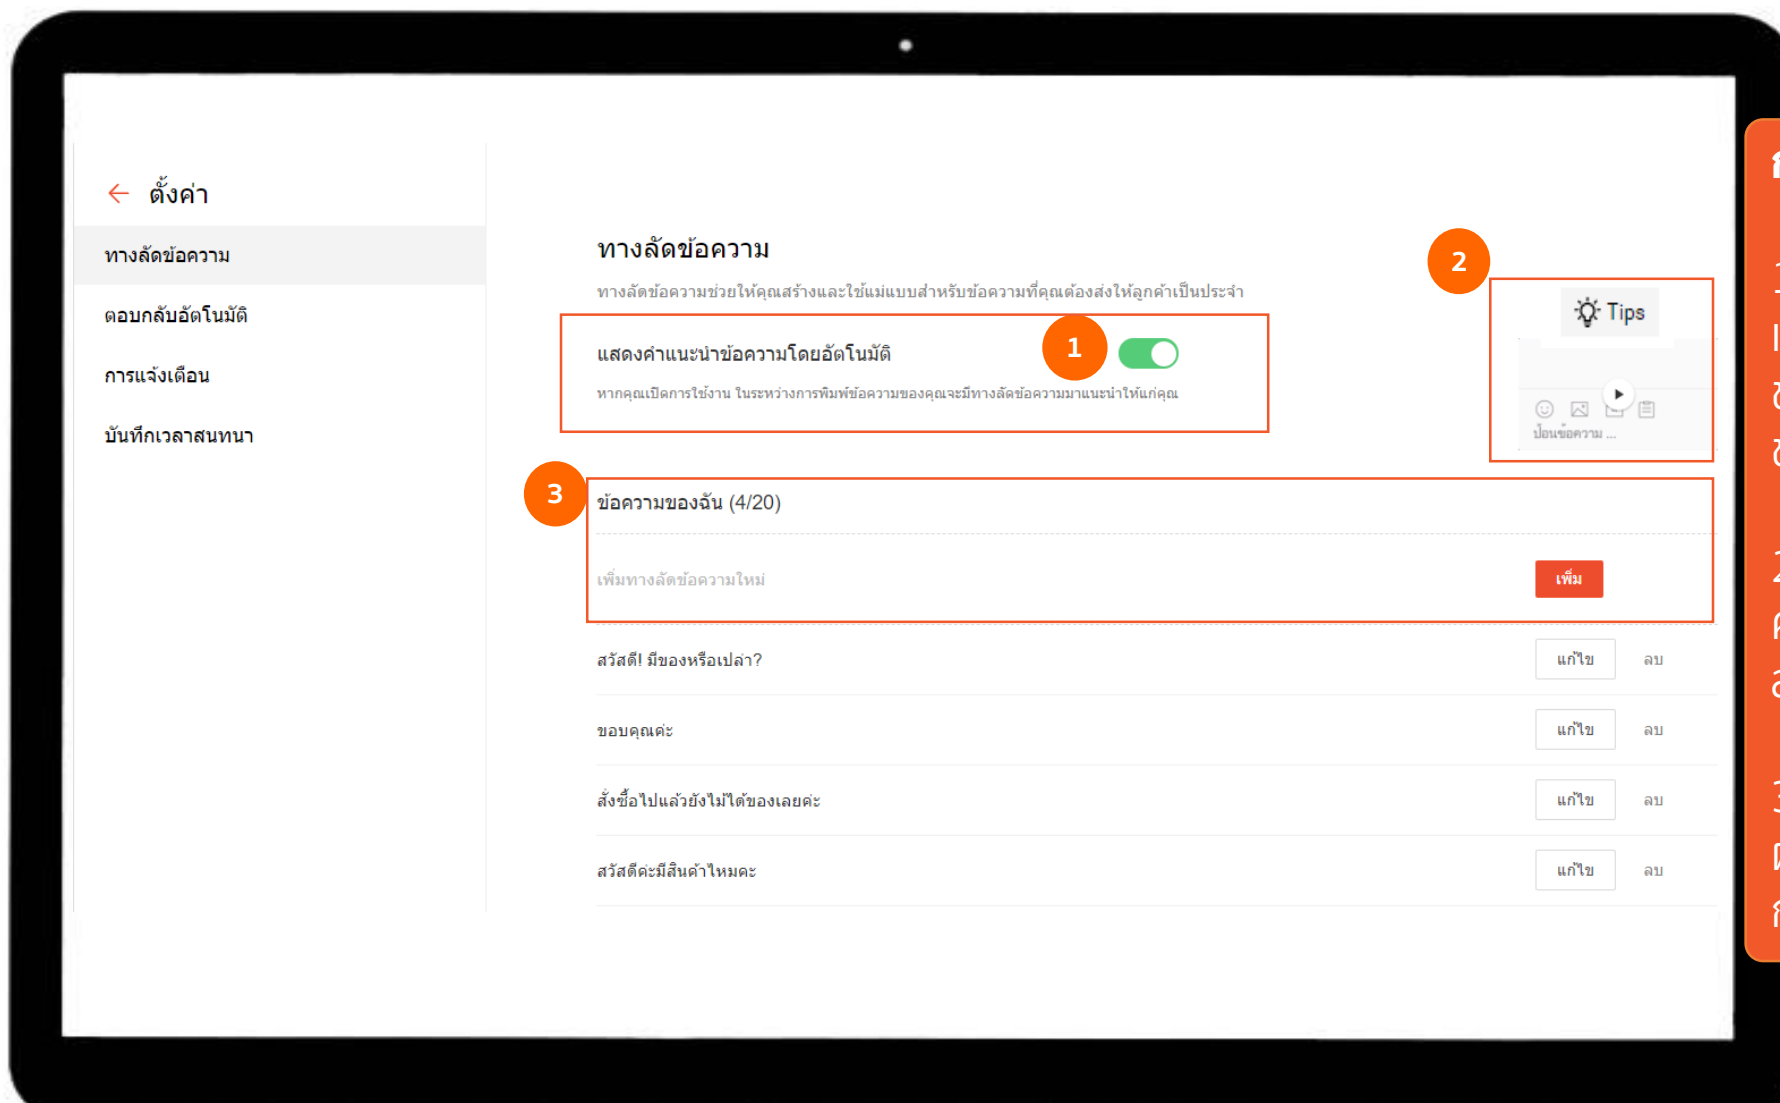 ตั้งค่า
ทางลัดข้อความ
ตอบกลับอัตโนมัติ
การแจ้งเตือน
บันทึกเวลาสนทนา
ทางลัดข้อความ
ทางลัดข้อความช่วยให้คุณสร้างและใช้แม่แบบสำหรับข้อความที่คุณต้องส่งให้ลูกค้าเป็นประจำ
แสดงคำแนะนำข้อความโดยอัตโนมัติ
1
หากคุณเปิดการใช้งาน ในระหว่างการพิมพ์ข้อความของคุณจะมีทางลัดข้อความมาแนะนำให้แก่คุณ
2
Tips
ป้อนข้อความ ...
3
ข้อความของฉัน (4/20)
เพิ่มทางลัดข้อความใหม่ เพิ่ม
สวัสดี! มีของหรือเปล่า? แก้ไข ลบ
ขอบคุณค่ะ แก้ไข ลบ
สั่งซื้อไปแล้วยังไม่ได้ของเลยค่ะ แก้ไข ลบ
สวัสดีค่ะมีสินค้าไหมคะ แก้ไข ลบ